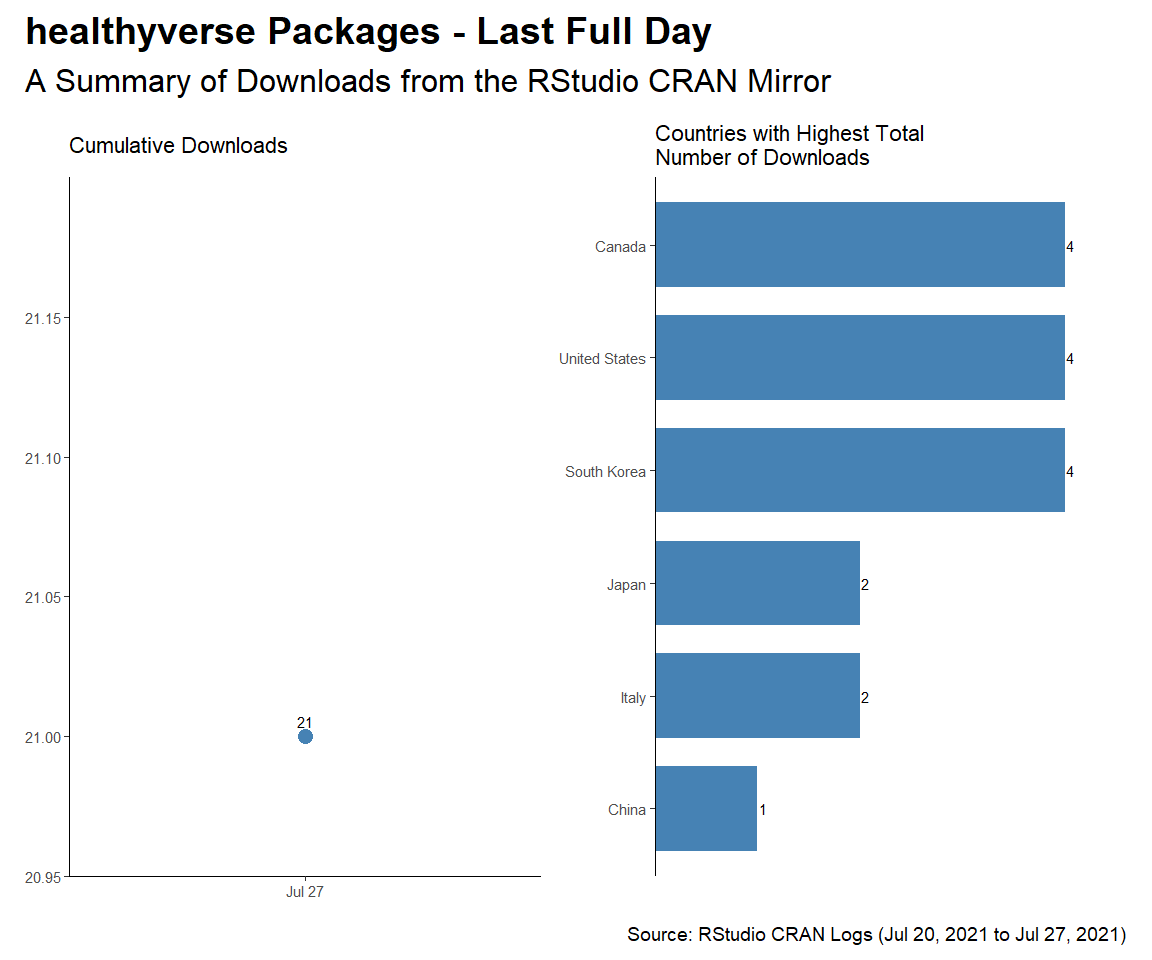 healthyverse Packages - Last Full Day
A Summary of Downloads from the RStudio CRAN Mirror
Cumulative Downloads
21.15
21.10
21.05
21.00
20.95
21
Jul 27
Countries with Highest Total
Number of Downloads
Canada 4
United States 4
South Korea 4
Japan 2
Italy 2
China 1
Source: RStudio CRAN Logs (Jul 20, 2021 to Jul 27, 2021)